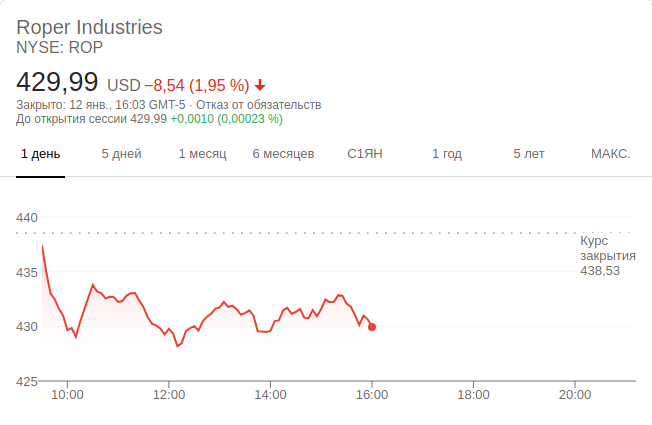 Roper Industries
NYSE: ROP
429,99 USD −8,54 (1,95 %)
Закрыто: 12 янв., 16:03 GMT-5 · Отказ от обязательств
До открытия сессии 429,99 +0,0010 (0,00023 %)
1 день 5 дней 1 месяц 6 месяцев С1ЯН 1 год 5 лет МАКС.
440
Курс
закрытия
438,53
435
430
425
10:00 12:00 14:00 16:00 18:00 20:00